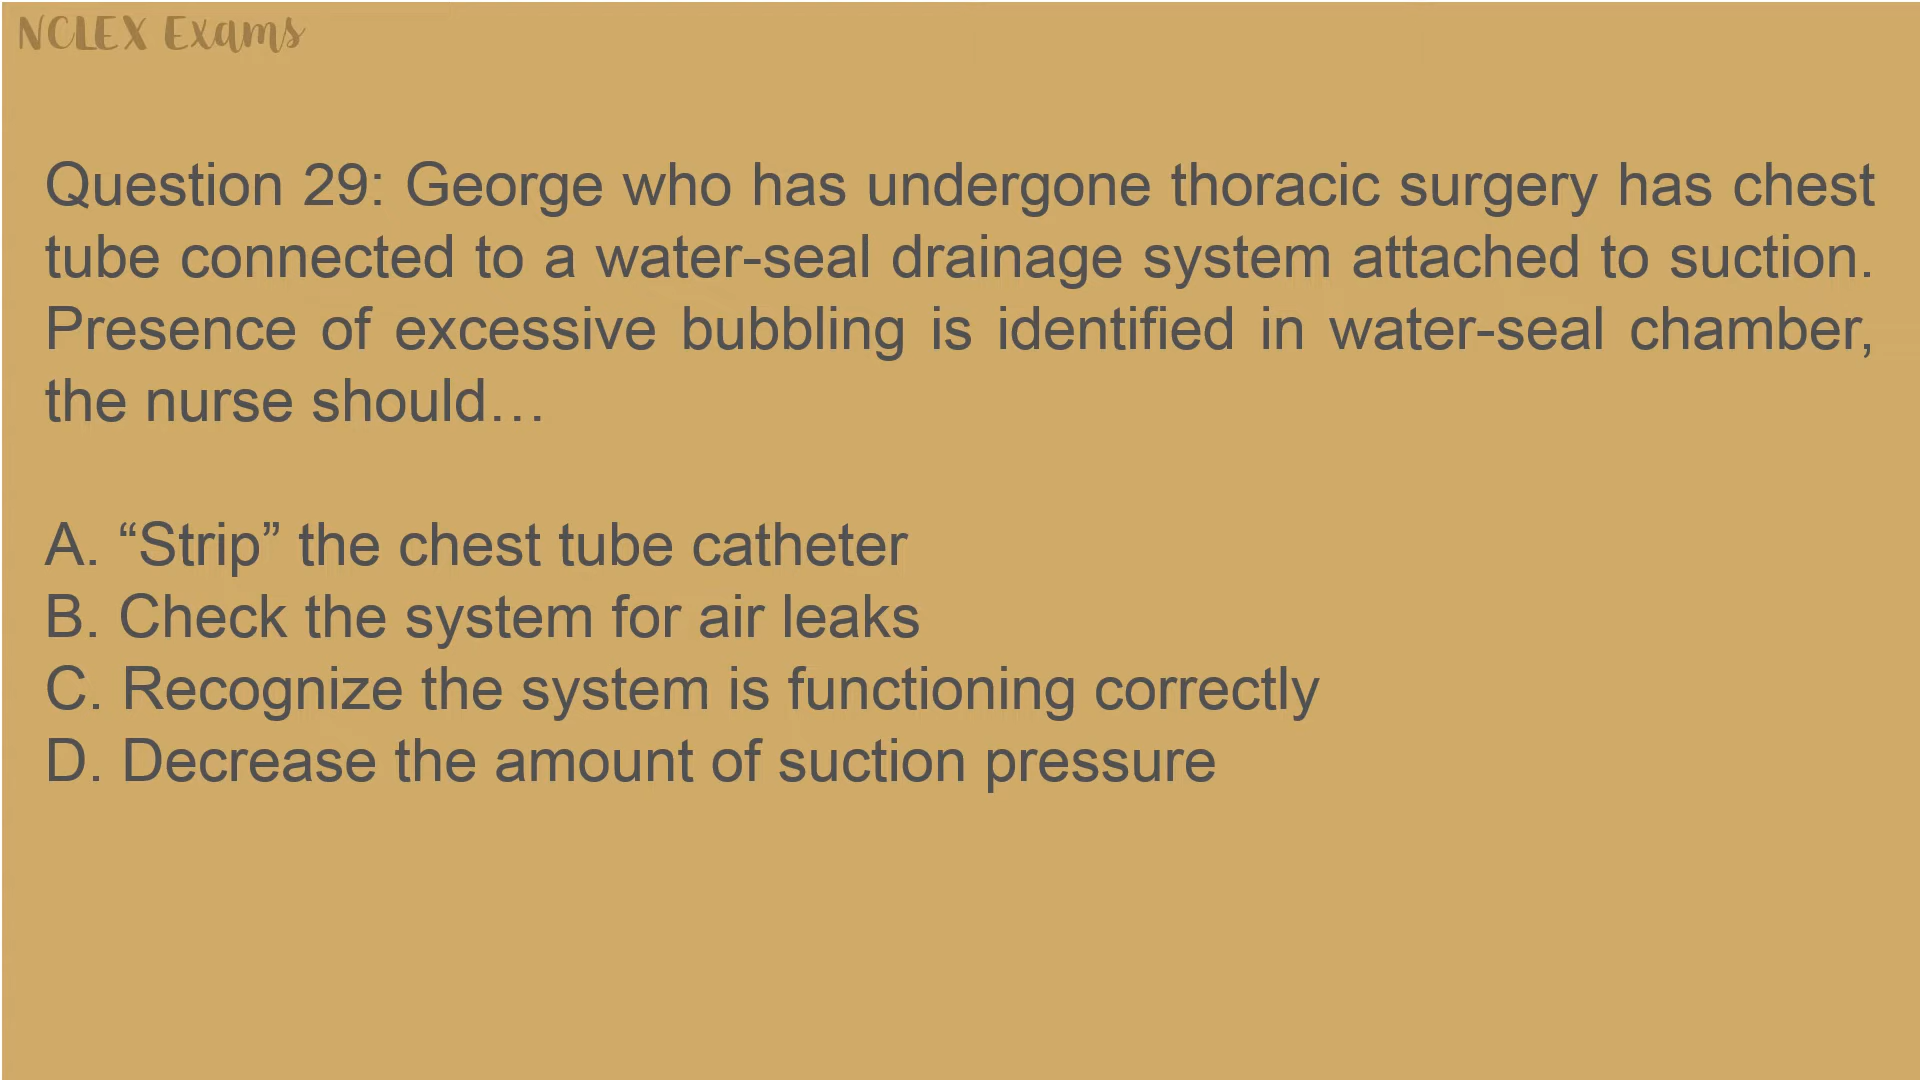 NCLEX Exams
Question 29: George who has undergone thoracic surgery has chest
tube connected to a water-seal drainage system attached to suction.
Presence of excessive bubbling is identified in water-seal chamber,
the nurse should…
A. “Strip” the chest tube catheter
B. Check the system for air leaks
C. Recognize the system is functioning correctly
D. Decrease the amount of suction pressure